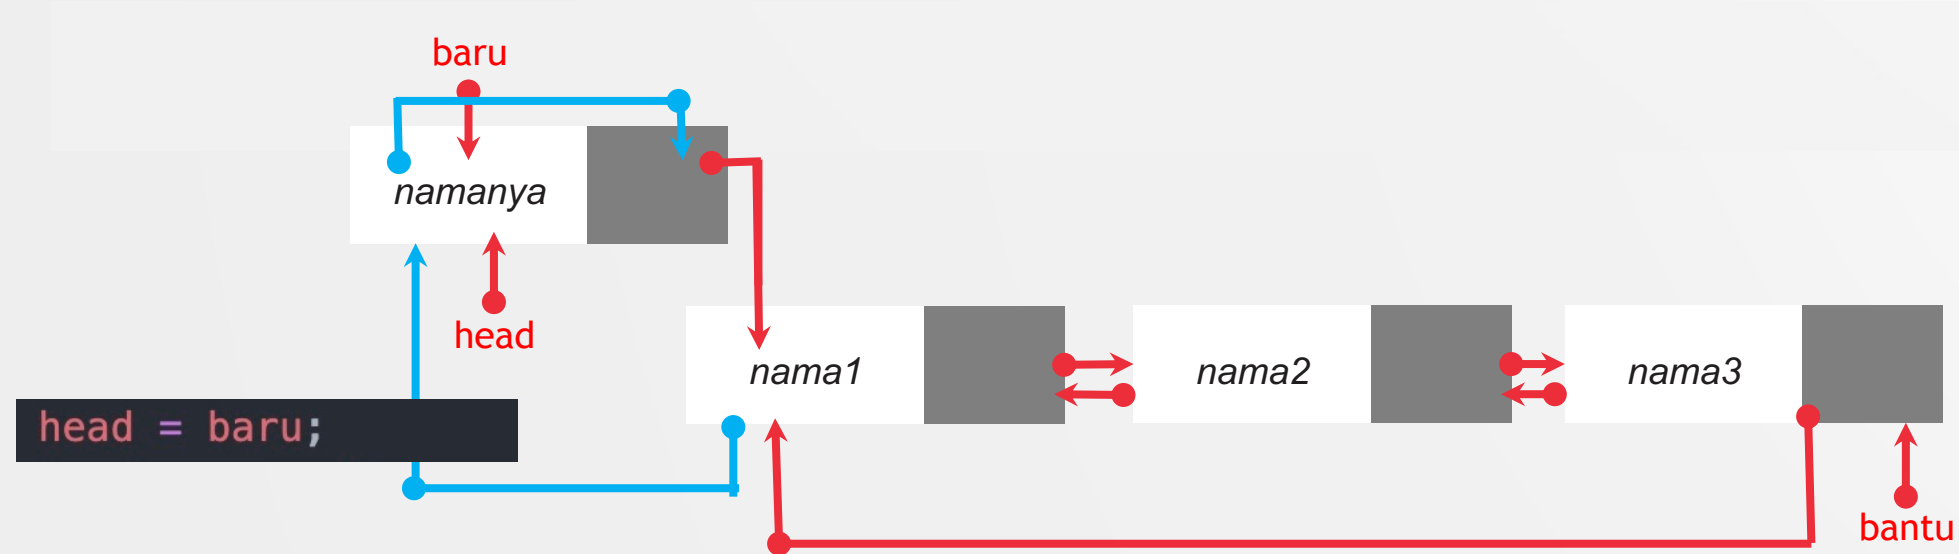 baru
namanya
head
nama1
nama2
nama3
head = baru;
bantu